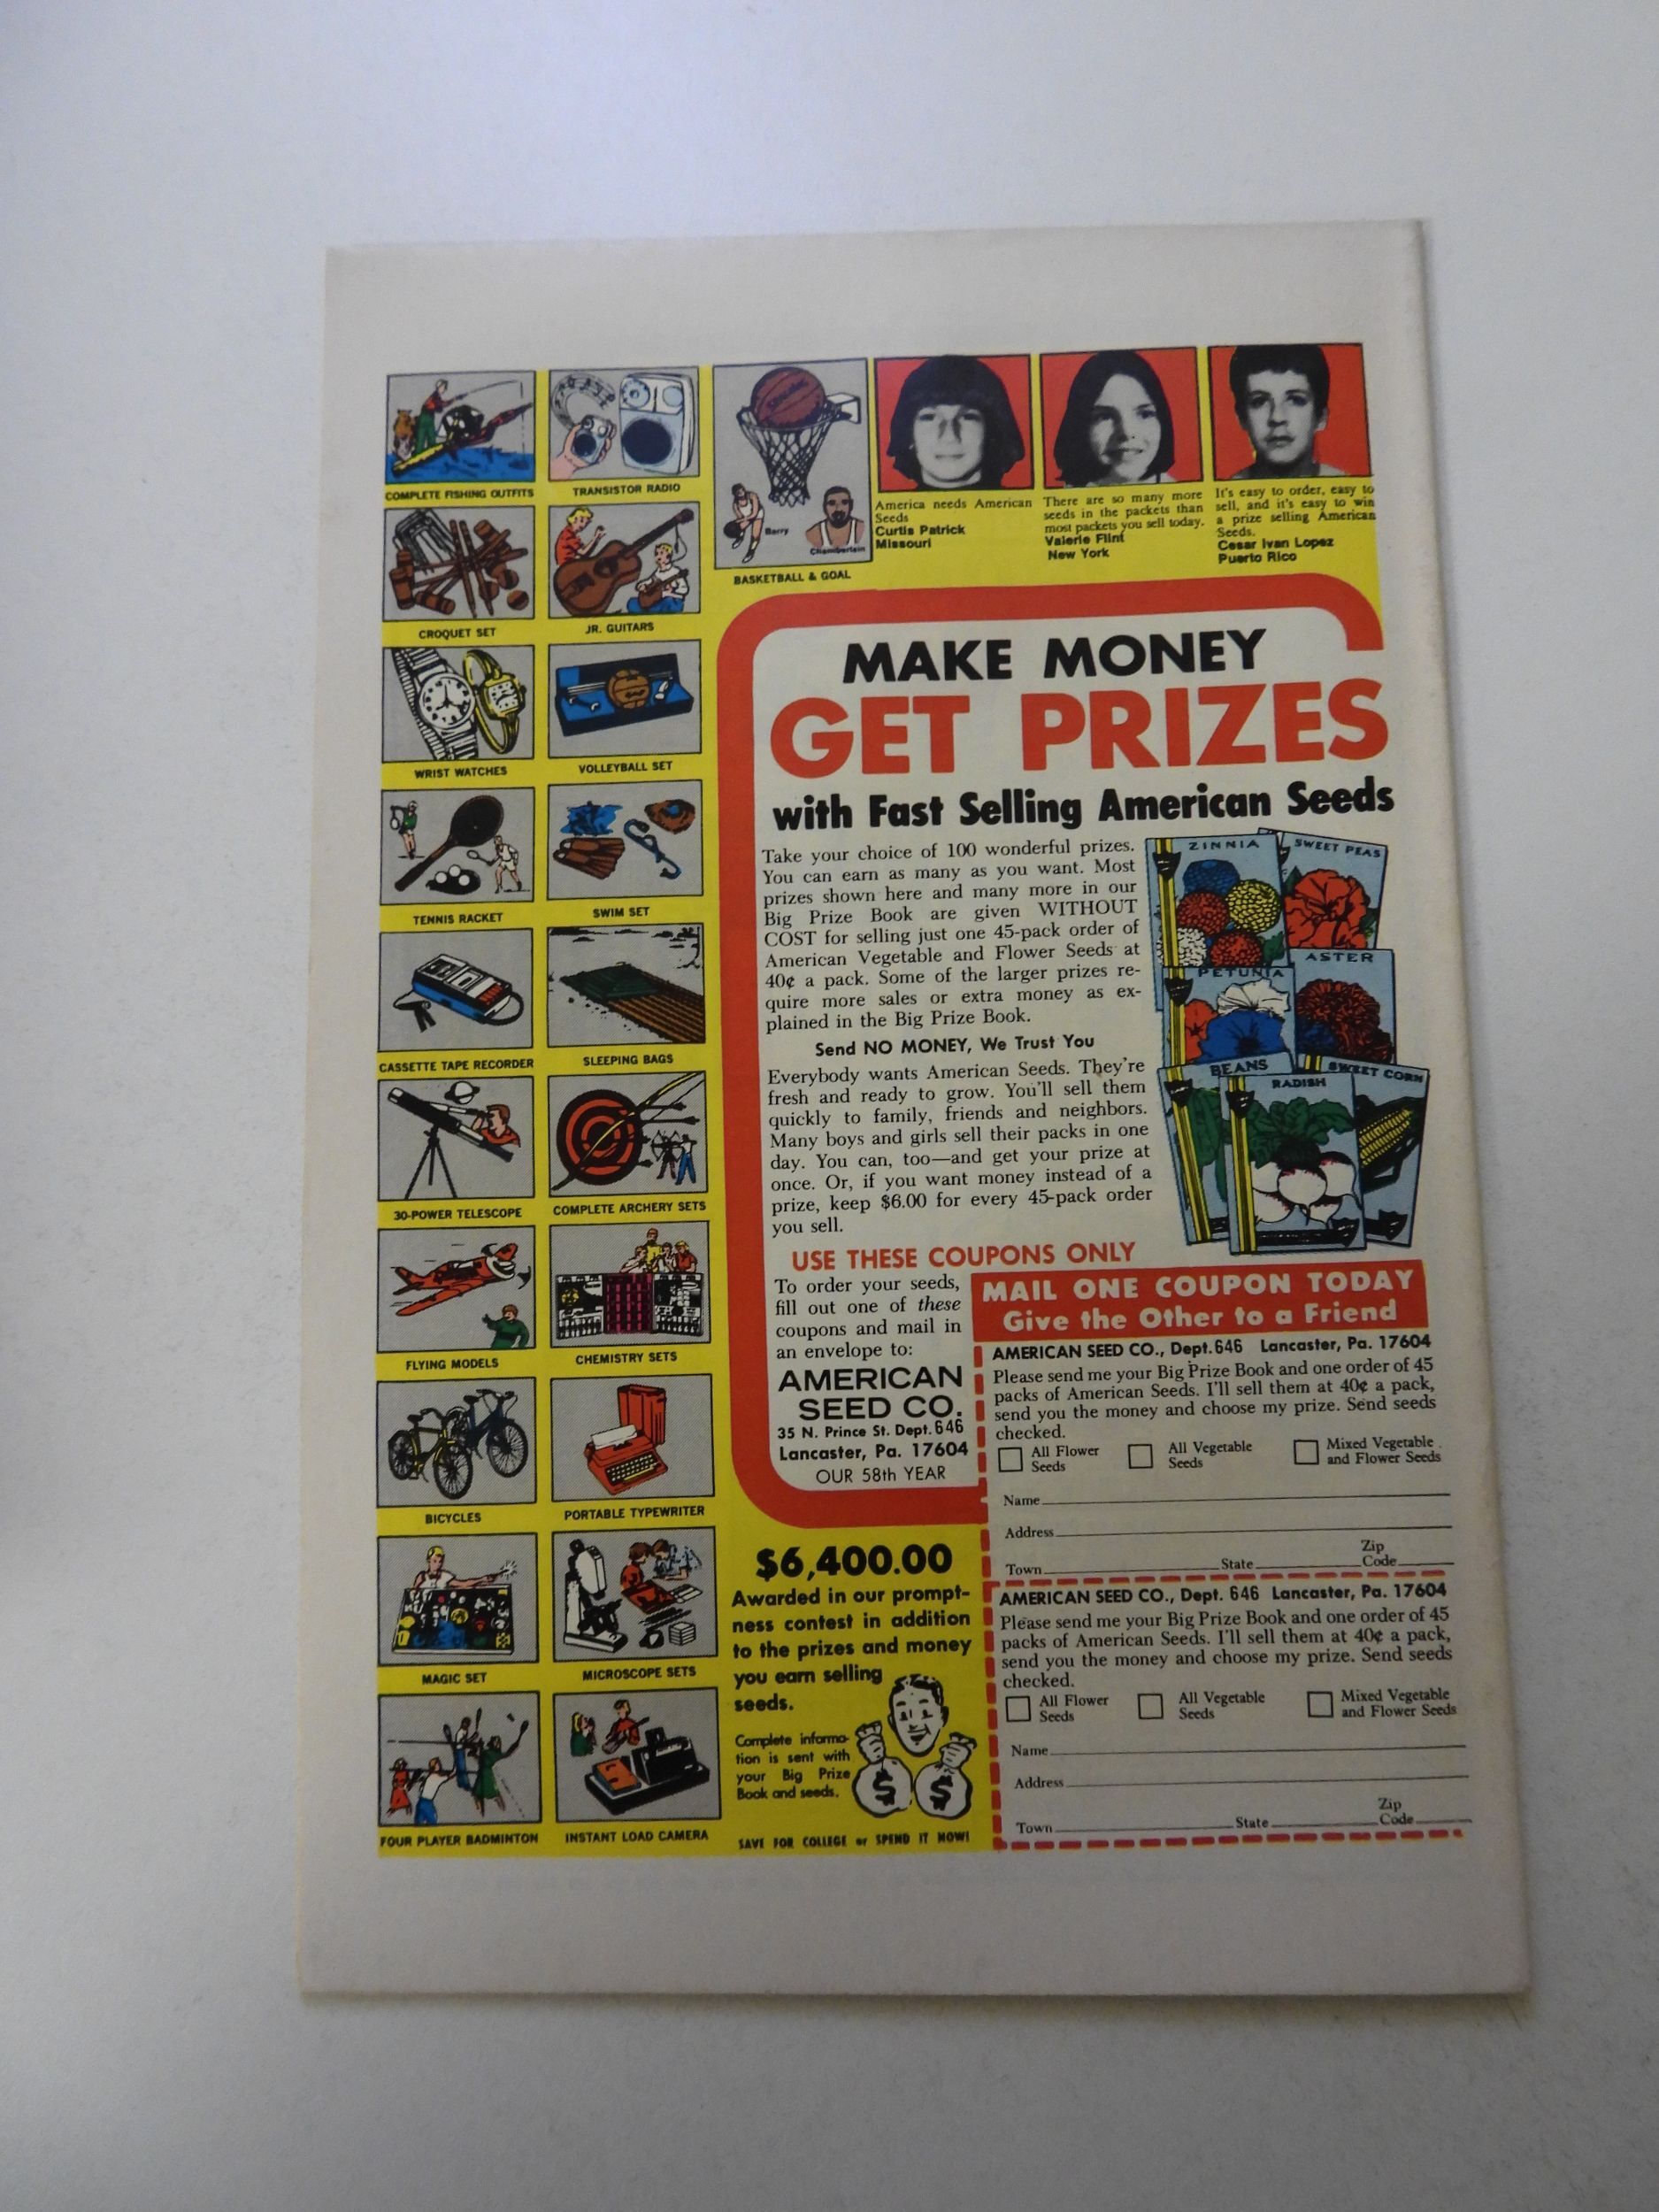 COMPLETE FISHING OUTFITS
TRANSISTOR RADIO
CROQUET SET
JR. GUITARS
WRIST WATCHES
VOLLEYBALL SET
TENNIS RACKET
SWIM SET
CASSETTE TAPE RECORDER
SLEEPING BAGS
30-POWER TELESCOPE
COMPLETE ARCHERY SETS
FLYING MODELS
CHEMISTRY SETS
BICYCLES
PORTABLE TYPEWRITER
MAGIC SET
MICROSCOPE SETS
FOUR PLAYER BADMINTON
INSTANT LOAD CAMERA
Barry
Chamberlain
BASKETBALL & GOAL
America needs American
Seeds
Curtis Patrick
Missouri
There are so many more
seeds in the packets than
most packets you sell today.
Valerie Flint
New York
It's easy to order, easy to
sell, and it's easy to win
a prize selling American
Seeds.
Cesar Ivan Lopez
Puerto Rico
MAKE MONEY
GET PRIZES
with Fast Selling American Seeds
Take your choice of 100 wonderful prizes.
You can earn as many as you want. Most
prizes shown here and many more in our
Big Prize Book are given WITHOUT
COST for selling just one 45-pack order of
American Vegetable and Flower Seeds at
40¢ a pack. Some of the larger prizes re-
quire more sales or extra money as ex-
plained in the Big Prize Book.
Send NO MONEY, We Trust You
Everybody wants American Seeds. They're
fresh and ready to grow. You'll sell them
quickly to family, friends and neighbors.
Many boys and girls sell their packs in one
day. You can, too—and get your prize at
once. Or, if you want money instead of a
prize, keep $6.00 for every 45-pack order
you sell.
ZINNIA
SWEET PEAS
PETUNIA
ASTER
BEANS
RADISH
SWEET CORN
USE THESE COUPONS ONLY
To order your seeds,
fill out one of these
coupons and mail in
an envelope to:
AMERICAN
SEED CO.
35 N. Prince St. Dept. 646
Lancaster, Pa. 17604
OUR 58th YEAR
MAIL ONE COUPON TODAY
Give the Other to a Friend
AMERICAN SEED CO., Dept. 646 Lancaster, Pa. 17604
Please send me your Big Prize Book and one order of 45
packs of American Seeds. I'll sell them at 40¢ a pack,
send you the money and choose my prize. Send seeds
checked.
All Flower
Seeds
All Vegetable
Seeds
Mixed Vegetable
and Flower Seeds
Name
Address
Town State Zip Code
AMERICAN SEED CO., Dept. 646 Lancaster, Pa. 17604
Please send me your Big Prize Book and one order of 45
packs of American Seeds. I'll sell them at 40¢ a pack,
send you the money and choose my prize. Send seeds
checked.
All Flower
Seeds
All Vegetable
Seeds
Mixed Vegetable
and Flower Seeds
Name
Address
Town State Zip Code
$6,400.00
Awarded in our prompt-
ness contest in addition
to the prizes and money
you earn selling
seeds.
Complete informa-
tion is sent with
your Big Prize
Book and seeds.
$ $
SAVE FOR COLLEGE or SPEND IT NOW!